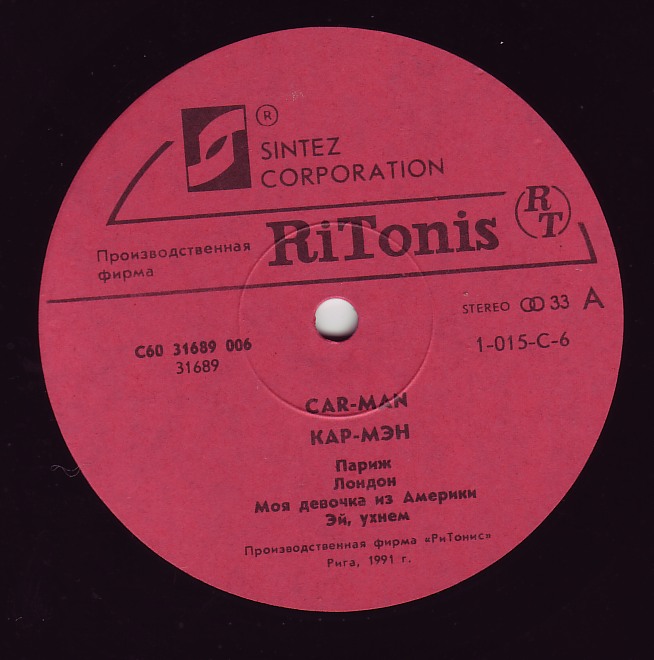 ®
SINTEZ
CORPORATION
Производственная
фирма
RiTonis
RT
STEREO 33 A
С60 31689 006
31689
1-015-C-6
CAR-MAN
КАР-МЭН
Париж
Лондон
Моя девочка из Америки
Эй, ухнем
Производственная фирма «РиТонис»
Рига, 1991 г.